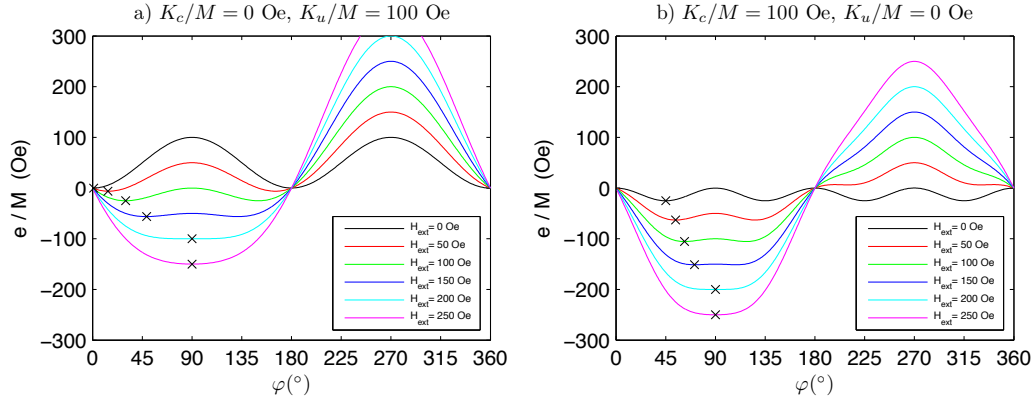 a) K_c/M = 0 Oe, K_u/M = 100 Oe
300
200
100
0
−100
−200
−300
e / M (Oe)
0 45 90 135 180 225 270 315 360
φ(°)
H_ext= 0 Oe
H_ext= 50 Oe
H_ext= 100 Oe
H_ext= 150 Oe
H_ext= 200 Oe
H_ext= 250 Oe
b) K_c/M = 100 Oe, K_u/M = 0 Oe
300
200
100
0
−100
−200
−300
e / M (Oe)
0 45 90 135 180 225 270 315 360
φ(°)
H_ext= 0 Oe
H_ext= 50 Oe
H_ext= 100 Oe
H_ext= 150 Oe
H_ext= 200 Oe
H_ext= 250 Oe